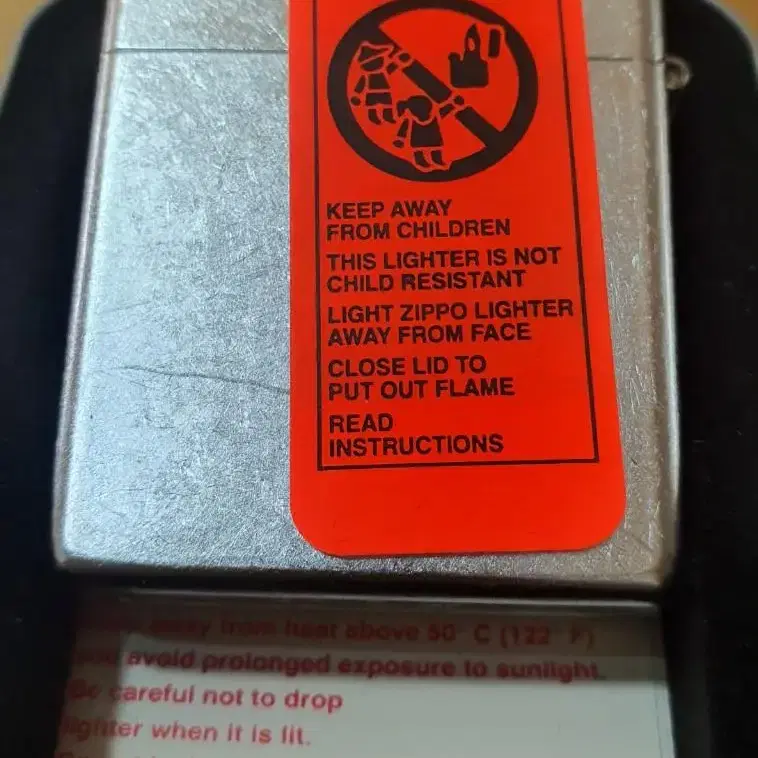 KEEP AWAY
FROM CHILDREN
THIS LIGHTER IS NOT
CHILD RESISTANT
LIGHT ZIPPO LIGHTER
AWAY FROM FACE
CLOSE LID TO
PUT OUT FLAME
READ
INSTRUCTIONS
away from heat above 50 C (122 F)
avoid prolonged exposure to sunlight.
Be careful not to drop
lighter when it is lit.